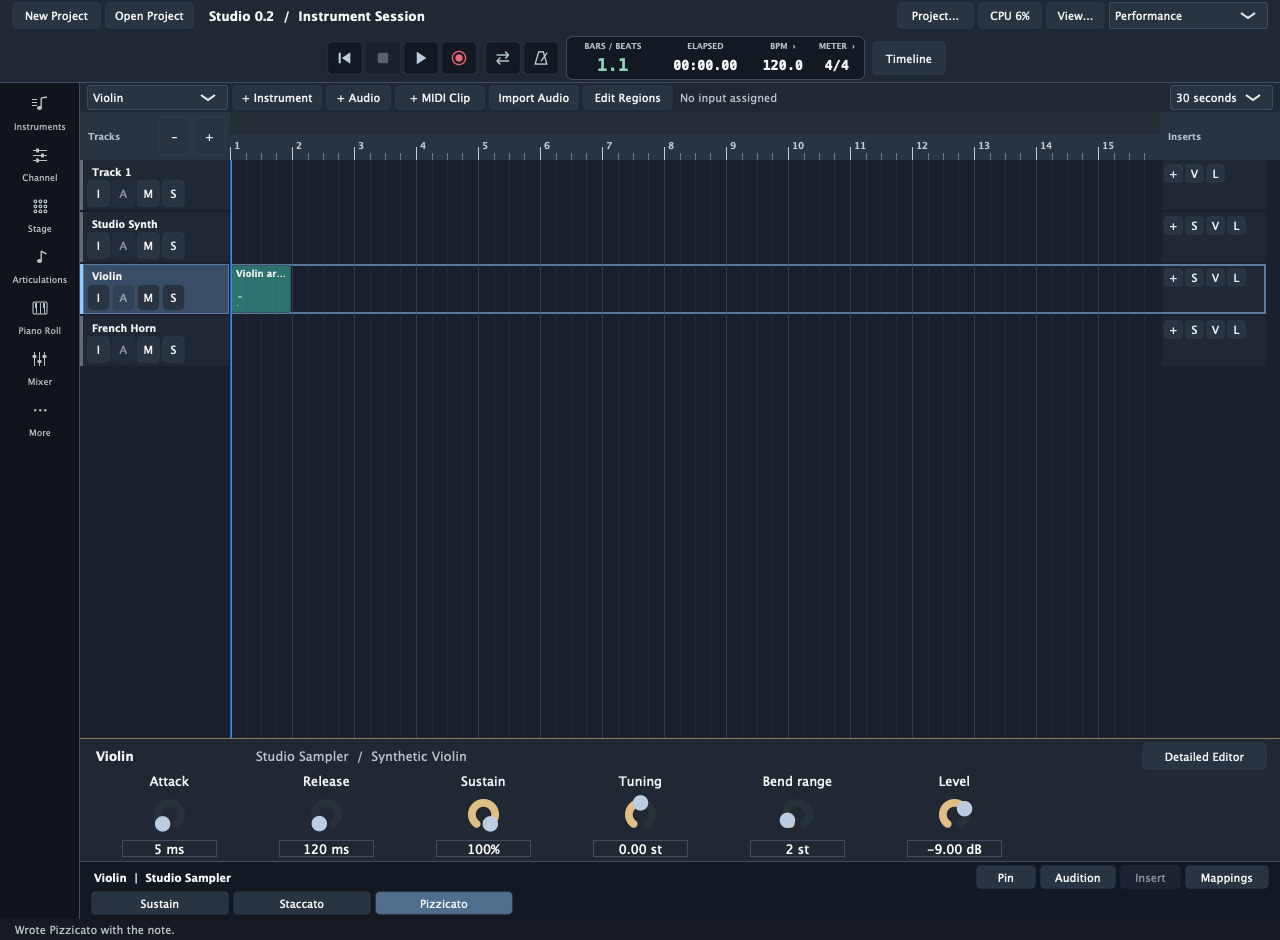 New Project Open Project Studio 0.2 / Instrument Session Project... CPU 6% View... Performance
BARS / BEATS ELAPSED BPM › METER ›
1.1 00:00.00 120.0 4/4 Timeline
Violin + Instrument + Audio + MIDI Clip Import Audio Edit Regions No input assigned 30 seconds
Instruments
Channel
Stage
Articulations
Piano Roll
Mixer
More
Tracks - + 1 2 3 4 5 6 7 8 9 10 11 12 13 14 15 Inserts
Track 1
I A M S + V L
Studio Synth
I A M S + S V L
Violin Violin ar...
I A M S + S V L
French Horn
I A M S + S V L
Violin Studio Sampler / Synthetic Violin Detailed Editor
Attack Release Sustain Tuning Bend range Level
5 ms 120 ms 100% 0.00 st 2 st -9.00 dB
Violin | Studio Sampler Pin Audition Insert Mappings
Sustain Staccato Pizzicato
Wrote Pizzicato with the note.